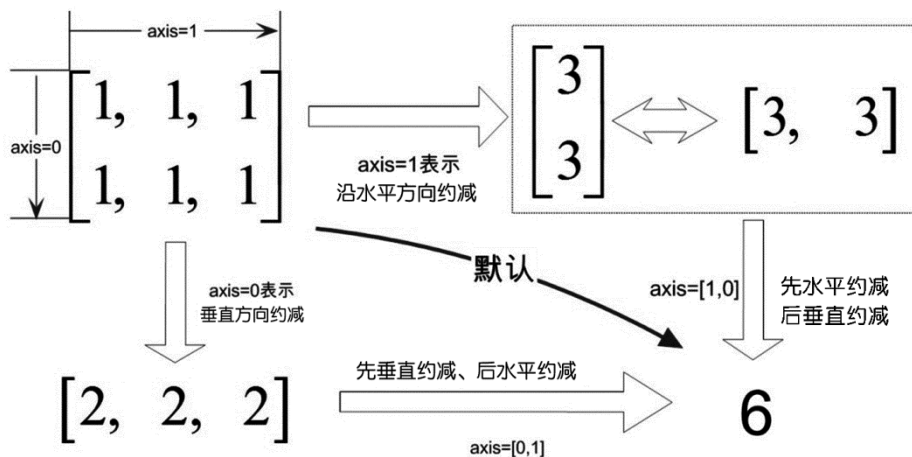 axis=1
axis=0
[1, 1, 1
1, 1, 1]
axis=1表示
沿水平方向约减
[3
3]
[3, 3]
axis=0表示
垂直方向约减
默认
axis=[1,0]
先水平约减
后垂直约减
[2, 2, 2]
先垂直约减、后水平约减
axis=[0,1]
6